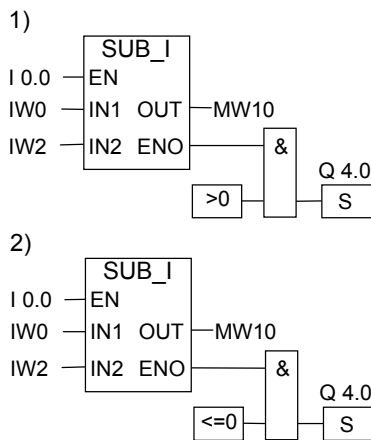 1)
SUB_I
I 0.0 EN
IW0 IN1 OUT MW10
IW2 IN2 ENO &
Q 4.0
>0 S
2)
SUB_I
I 0.0 EN
IW0 IN1 OUT MW10
IW2 IN2 ENO &
Q 4.0
<=0 S